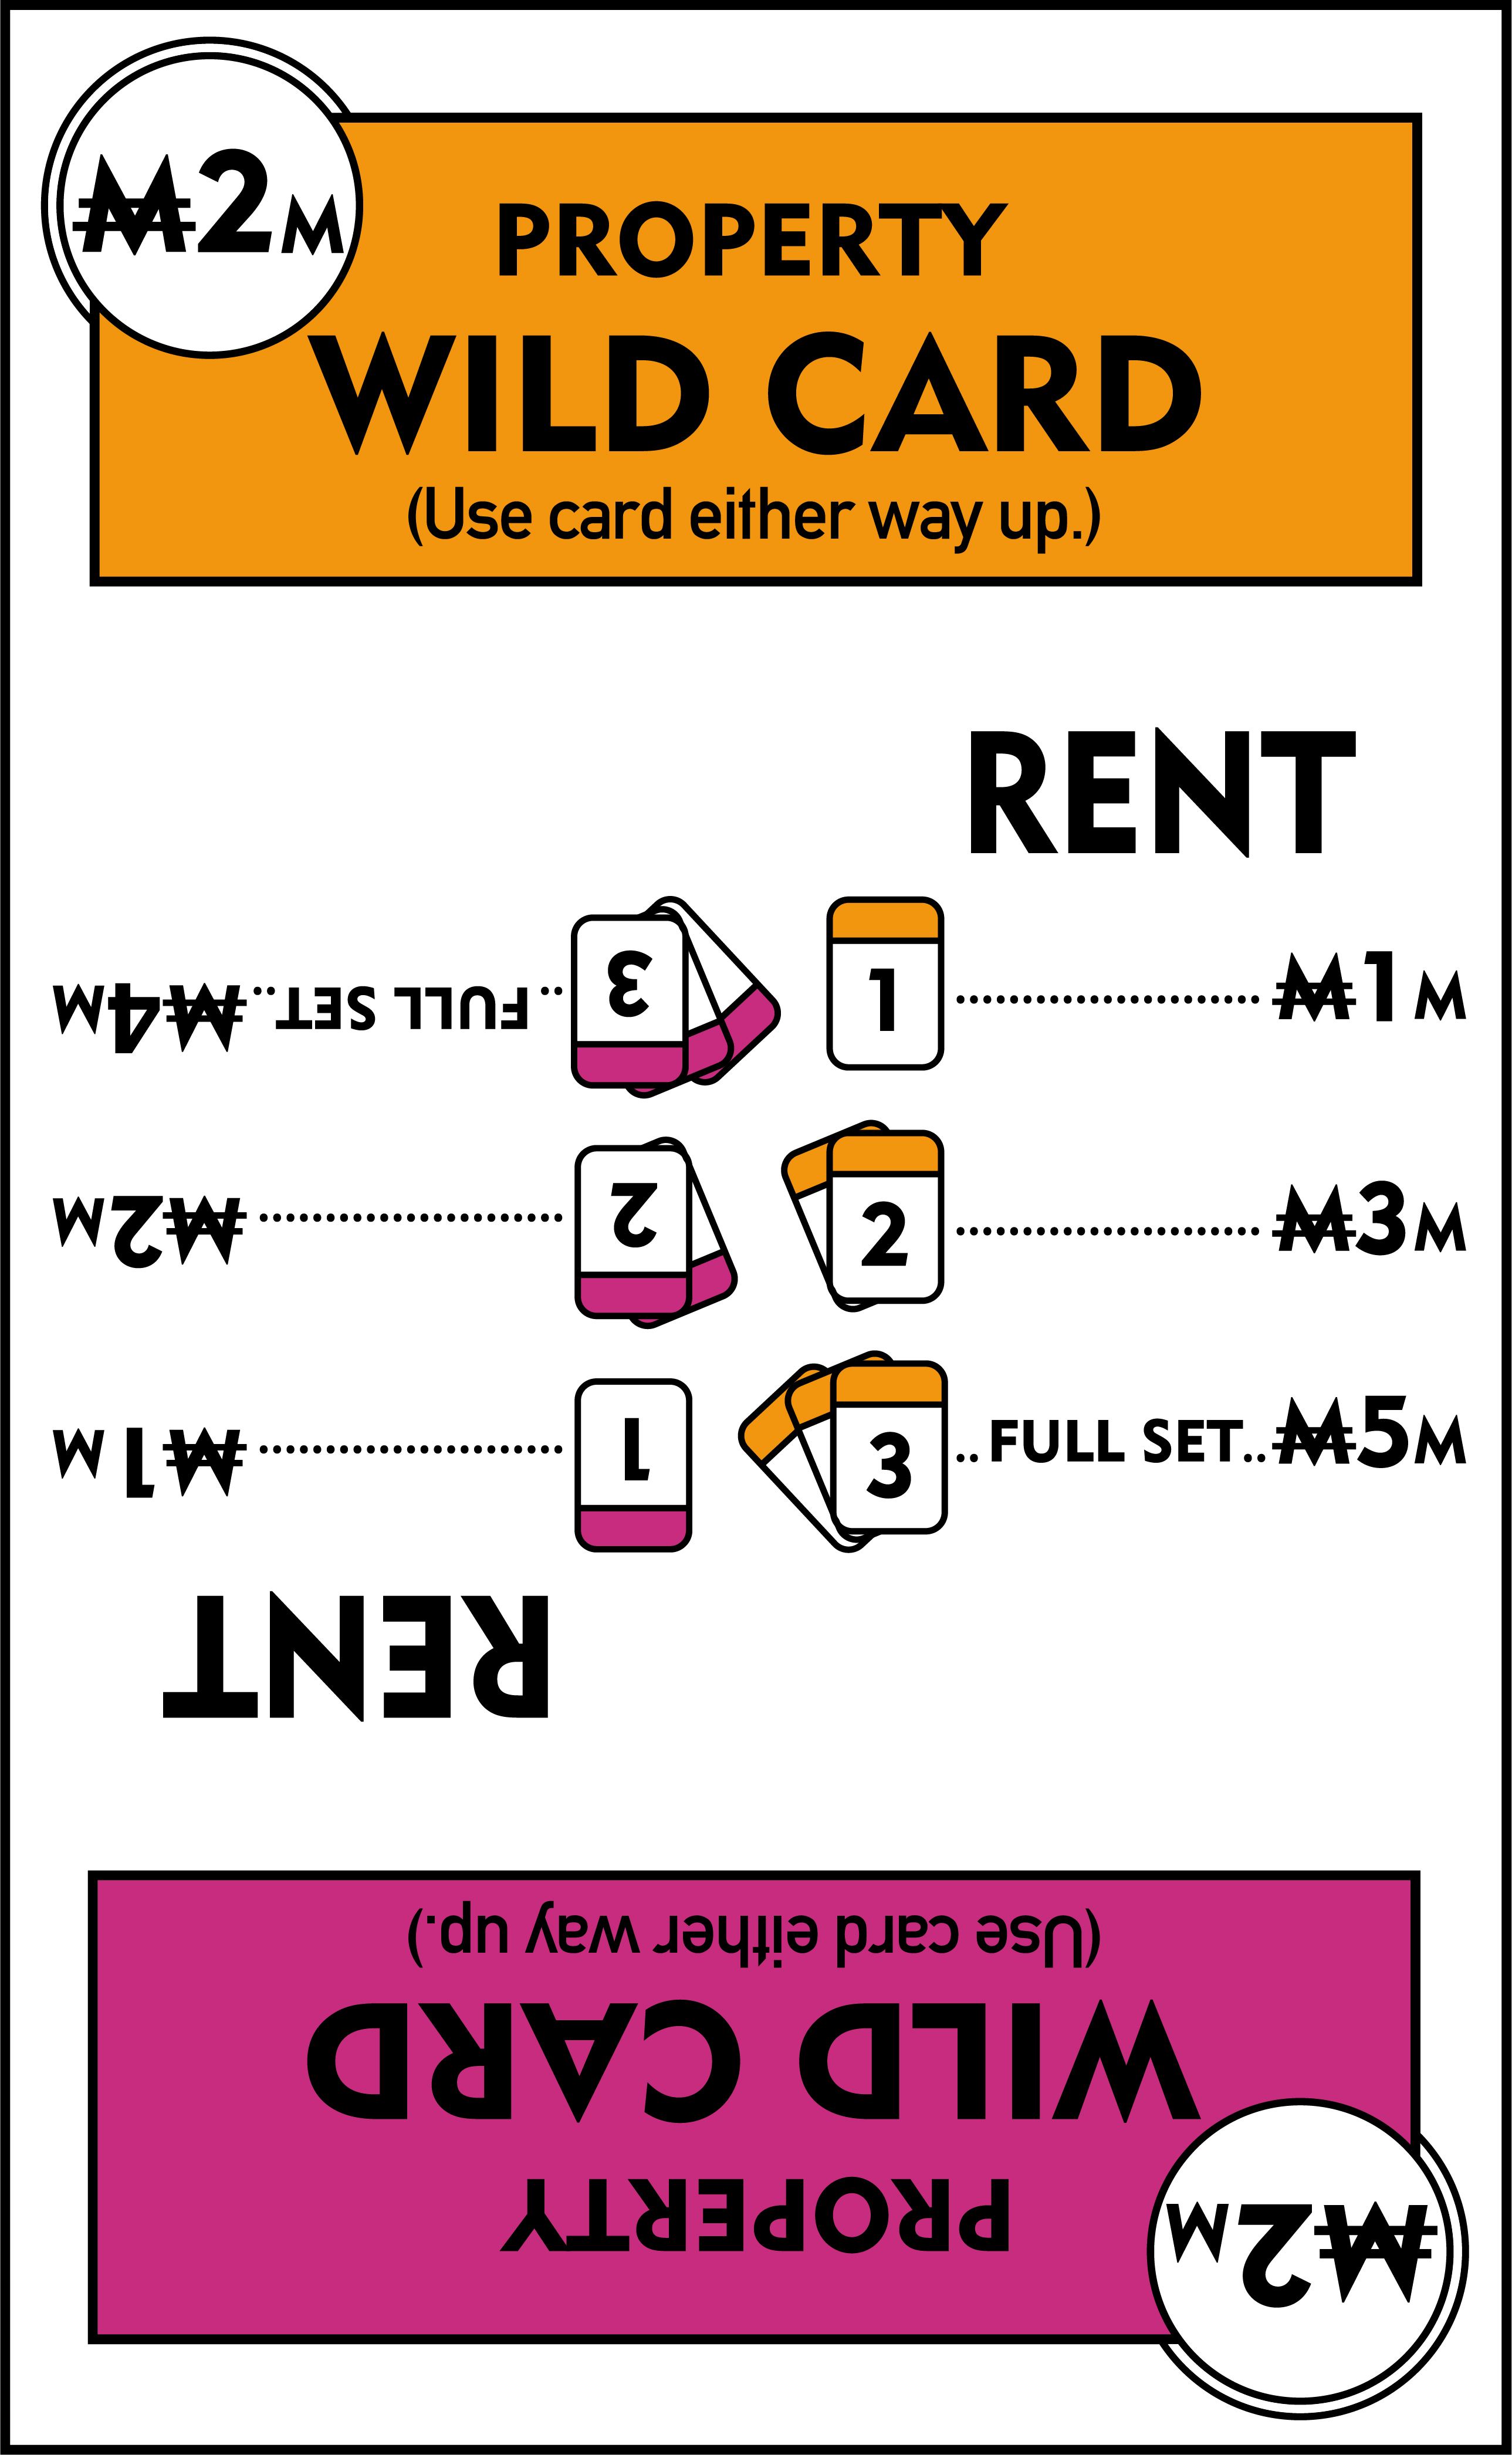 ₩2M
PROPERTY
WILD CARD
(Use card either way up.)
RENT
1 .................... ₩1M
2 .................... ₩3M
3 .. FULL SET .. ₩5M
₩2M
PROPERTY
WILD CARD
(Use card either way up.)
RENT
1 .................... ₩1M
2 .................... ₩2M
3 .. FULL SET .. ₩4M